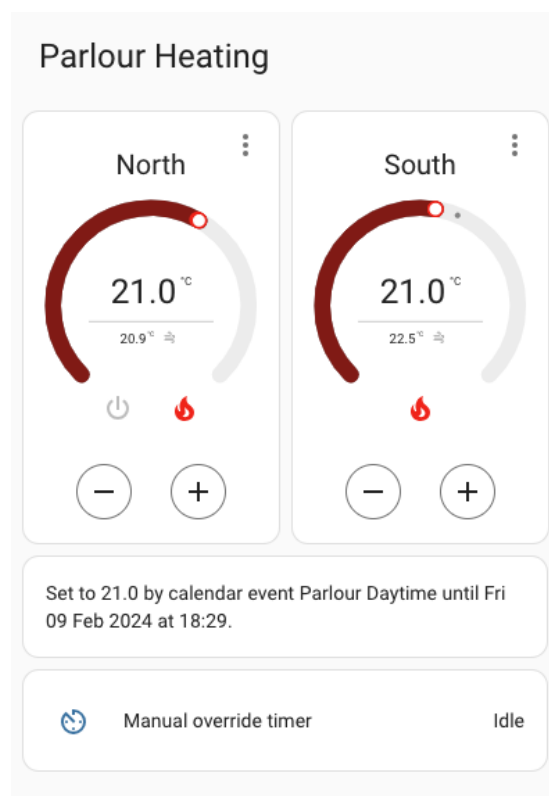 Parlour Heating
North
South
21.0 °C
21.0 °C
20.9 °C
22.5 °C
Set to 21.0 by calendar event Parlour Daytime until Fri
09 Feb 2024 at 18:29.
Manual override timer
Idle